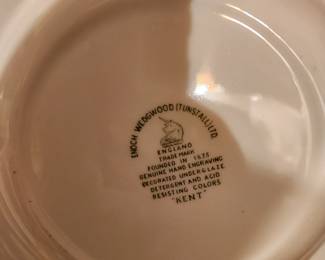 ENOCH WEDGWOOD (TUNSTALL) LTD.
ENGLAND
TRADE MARK
FOUNDED IN 1835
GENUINE HAND ENGRAVING
DECORATED UNDERGLAZE
DETERGENT AND ACID
RESISTING COLORS
"KENT"